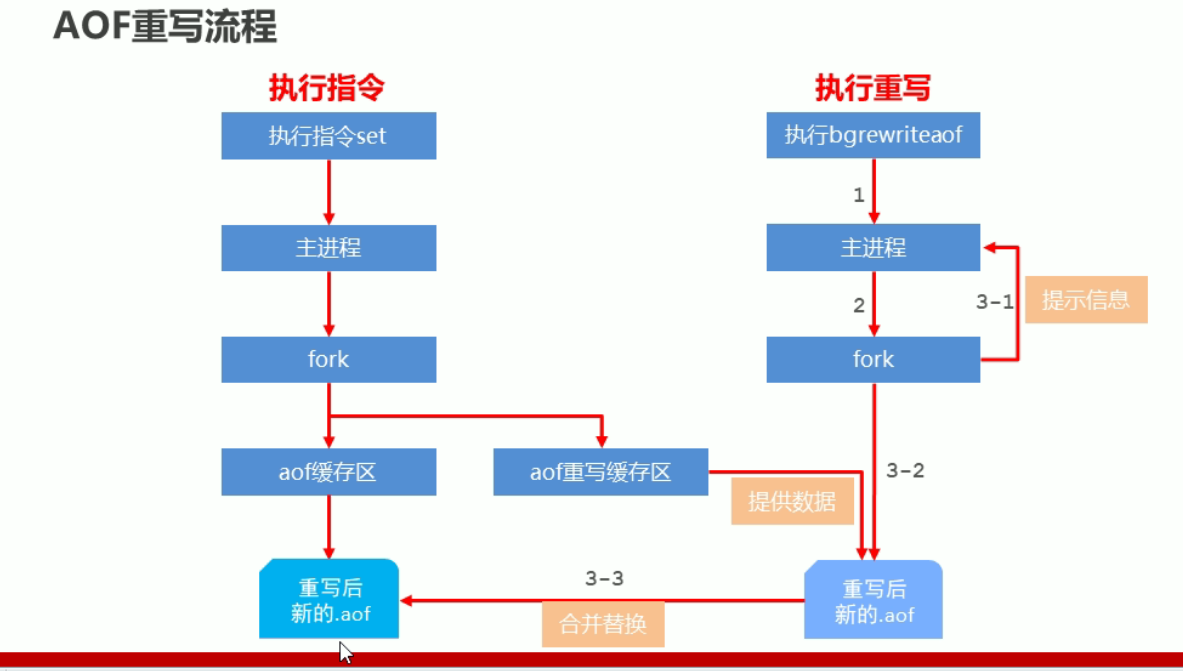 AOF重写流程
执行指令
执行重写
执行指令set
执行bgrewriteaof
1
主进程
主进程
2
3-1
提示信息
fork
fork
aof缓存区
aof重写缓存区
3-2
提供数据
重写后
新的.aof
3-3
合并替换
重写后
新的.aof